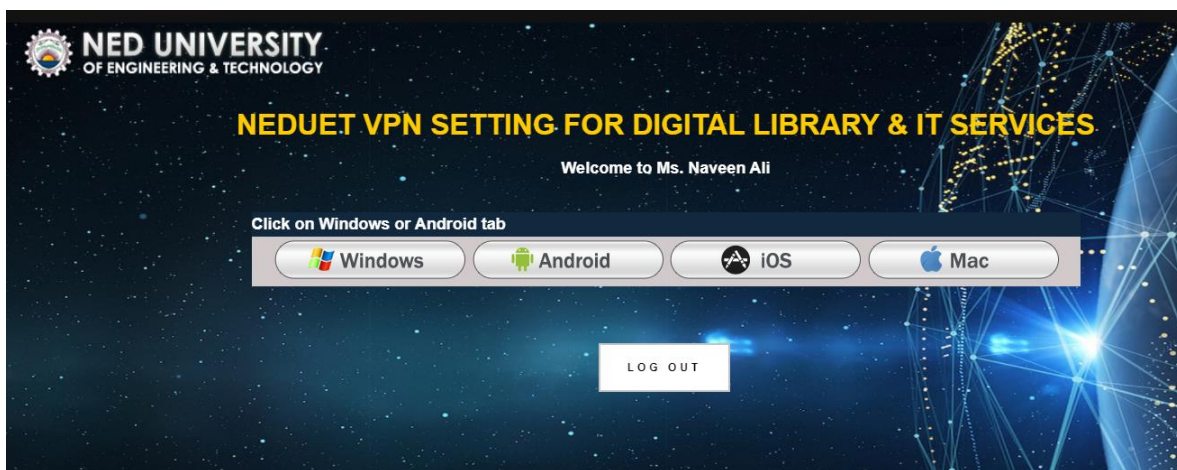 NED UNIVERSITY
OF ENGINEERING & TECHNOLOGY
NEDUET VPN SETTING FOR DIGITAL LIBRARY & IT SERVICES
Welcome to Ms. Naveen Ali
Click on Windows or Android tab
Windows Android iOS Mac
LOG OUT